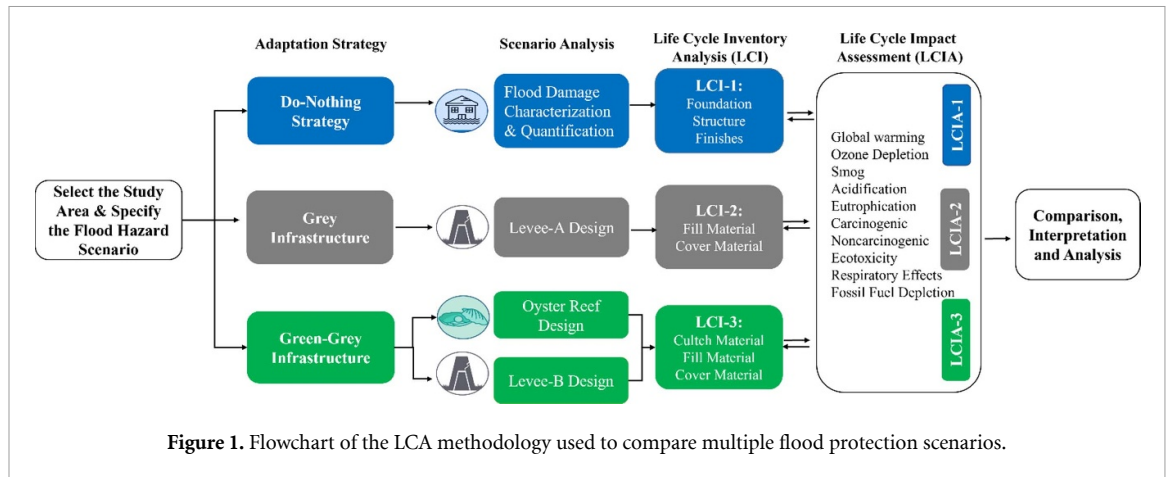 Adaptation Strategy
Scenario Analysis
Life Cycle Inventory
Analysis (LCI)
Life Cycle Impact
Assessment (LCIA)
Select the Study
Area & Specify
the Flood Hazard
Scenario
Do-Nothing
Strategy
Flood Damage
Characterization
& Quantification
LCI-1:
Foundation
Structure
Finishes
Grey
Infrastructure
Levee-A Design
LCI-2:
Fill Material
Cover Material
Green-Grey
Infrastructure
Oyster Reef
Design
Levee-B Design
LCI-3:
Cultch Material
Fill Material
Cover Material
Global warming
Ozone Depletion
Smog
Acidification
Eutrophication
Carcinogenic
Noncarcinogenic
Ecotoxicity
Respiratory Effects
Fossil Fuel Depletion
LCIA-1
LCIA-2
LCIA-3
Comparison,
Interpretation
and Analysis
Figure 1. Flowchart of the LCA methodology used to compare multiple flood protection scenarios.